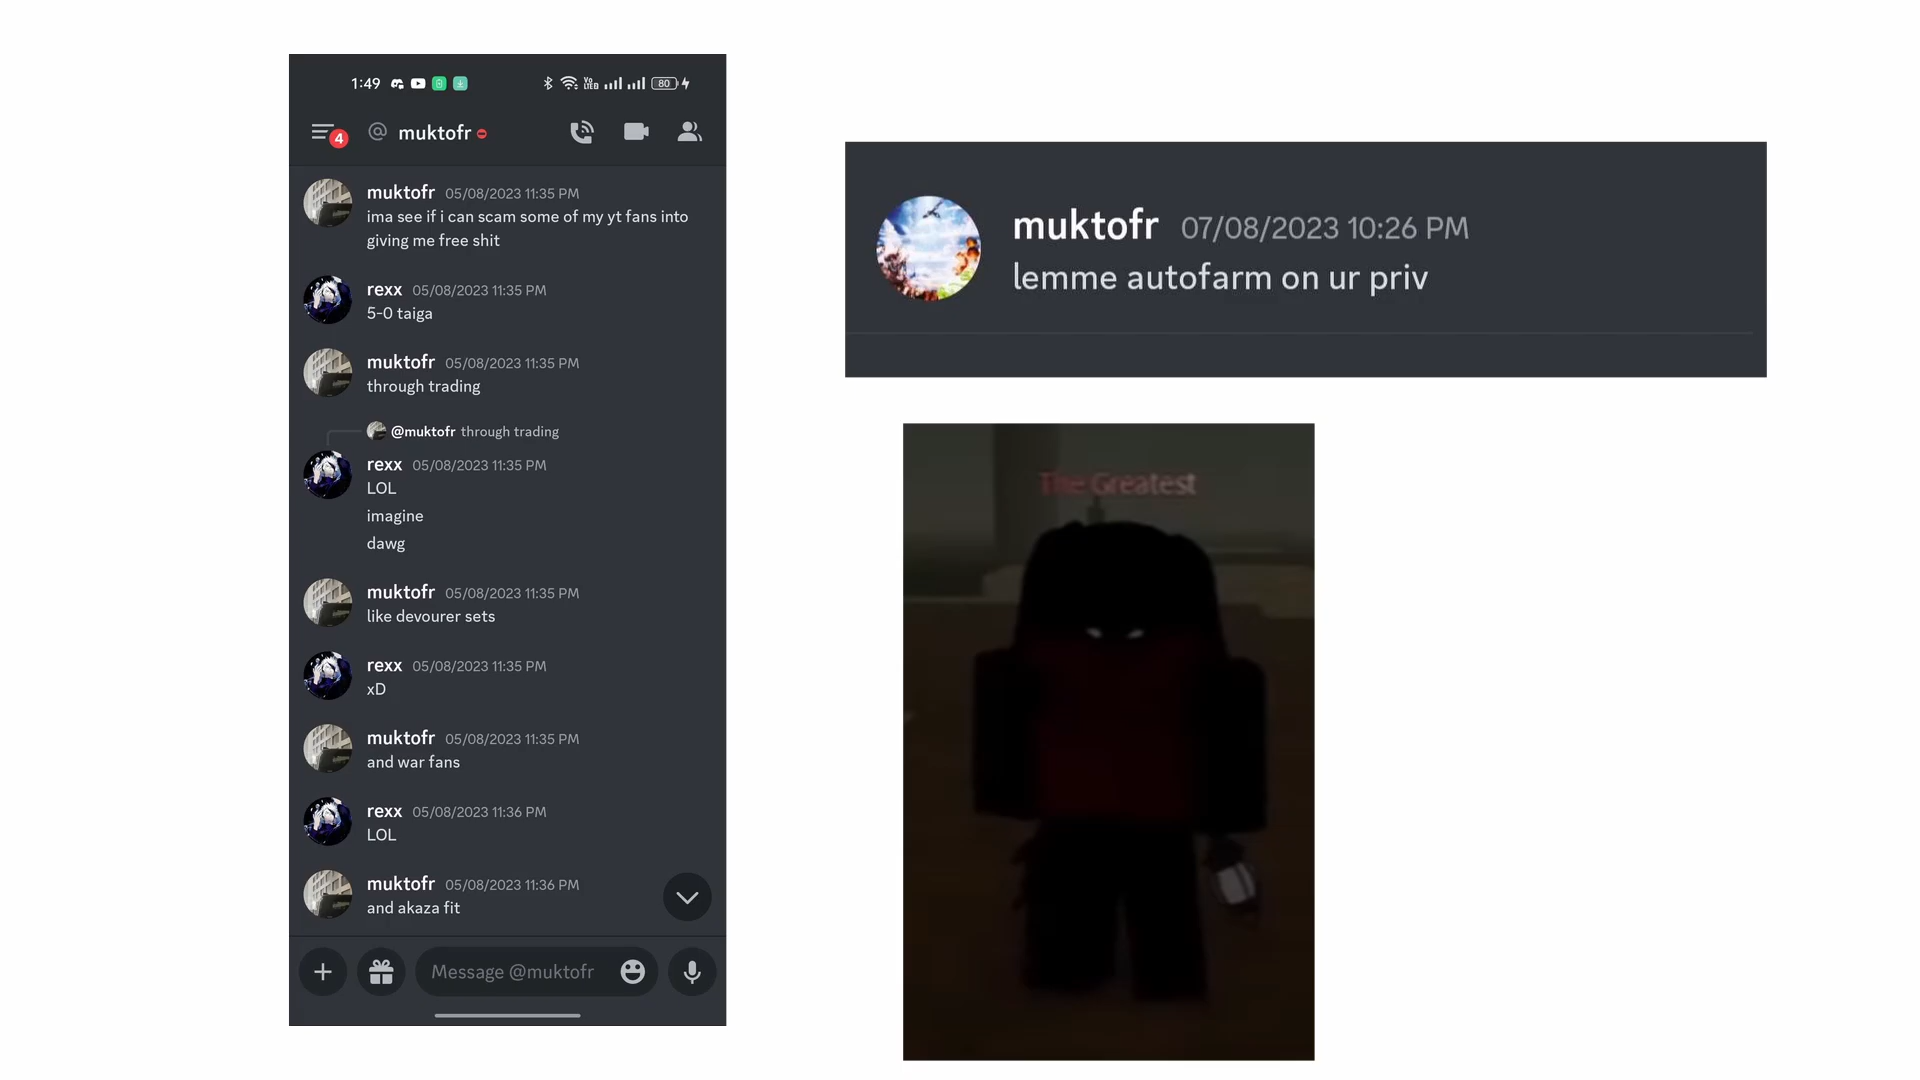 1:49
Vo
LTE
80
4
@ muktofr
muktofr 05/08/2023 11:35 PM
ima see if i can scam some of my yt fans into
giving me free shit
rexx 05/08/2023 11:35 PM
5-0 taiga
muktofr 05/08/2023 11:35 PM
through trading
@muktofr through trading
rexx 05/08/2023 11:35 PM
LOL
imagine
dawg
muktofr 05/08/2023 11:35 PM
like devourer sets
rexx 05/08/2023 11:35 PM
xD
muktofr 05/08/2023 11:35 PM
and war fans
rexx 05/08/2023 11:36 PM
LOL
muktofr 05/08/2023 11:36 PM
and akaza fit
Message @muktofr
muktofr 07/08/2023 10:26 PM
lemme autofarm on ur priv
The Greatest